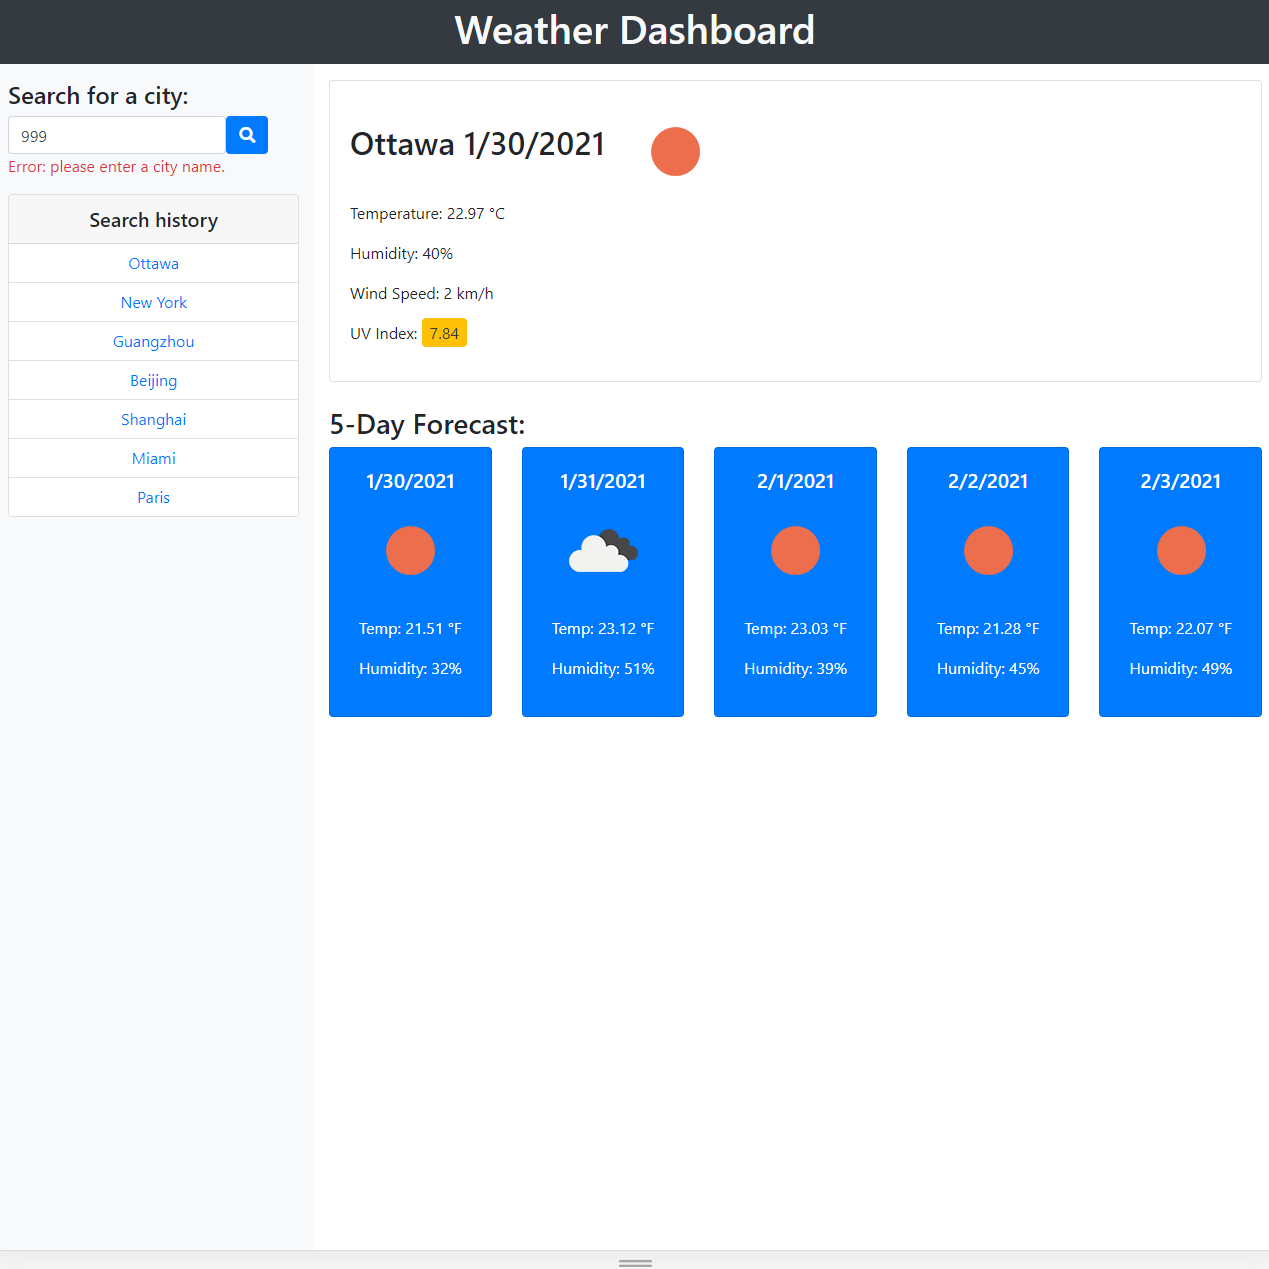 Weather Dashboard
Search for a city:
999
Error: please enter a city name.
Search history
Ottawa
New York
Guangzhou
Beijing
Shanghai
Miami
Paris
Ottawa 1/30/2021
Temperature: 22.97 °C
Humidity: 40%
Wind Speed: 2 km/h
UV Index: 7.84
5-Day Forecast:
1/30/2021
Temp: 21.51 °F
Humidity: 32%
1/31/2021
Temp: 23.12 °F
Humidity: 51%
2/1/2021
Temp: 23.03 °F
Humidity: 39%
2/2/2021
Temp: 21.28 °F
Humidity: 45%
2/3/2021
Temp: 22.07 °F
Humidity: 49%